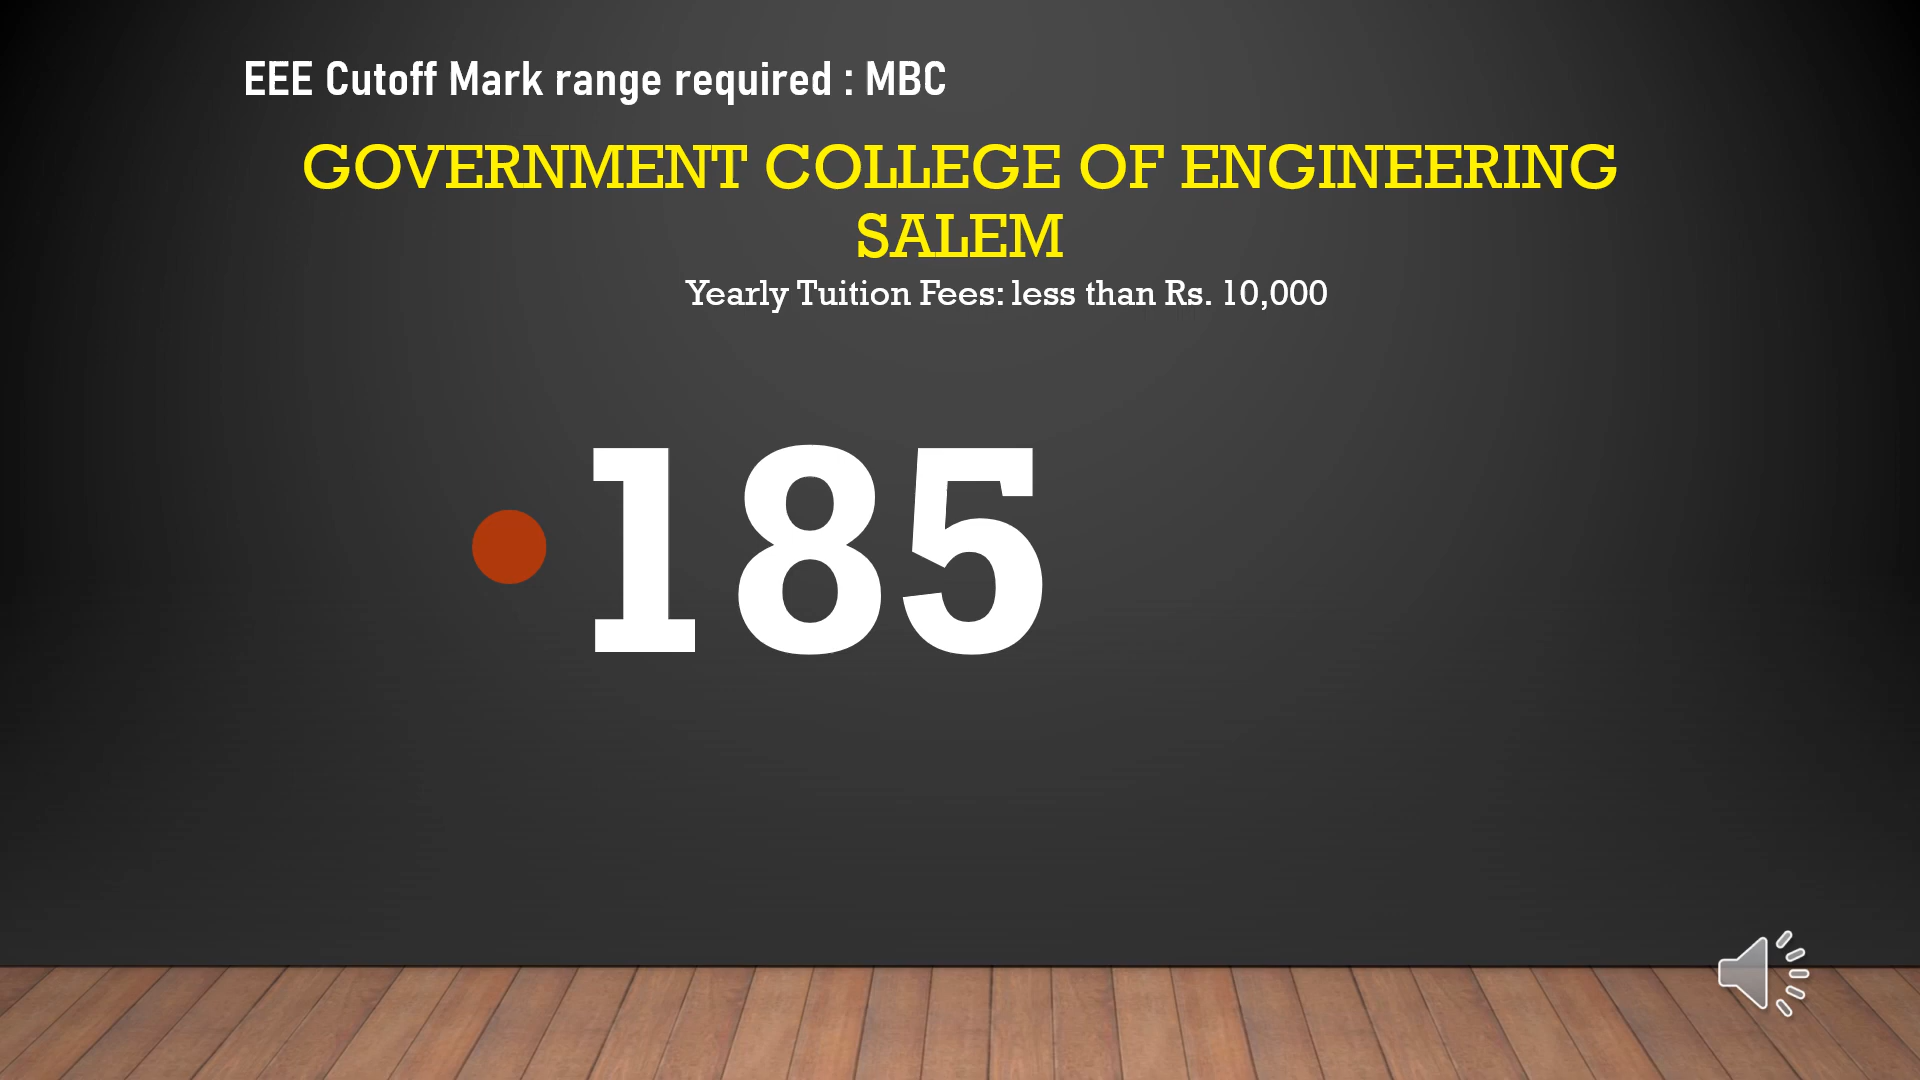 EEE Cutoff Mark range required : MBC
GOVERNMENT COLLEGE OF ENGINEERING
SALEM
Yearly Tuition Fees: less than Rs. 10,000
185